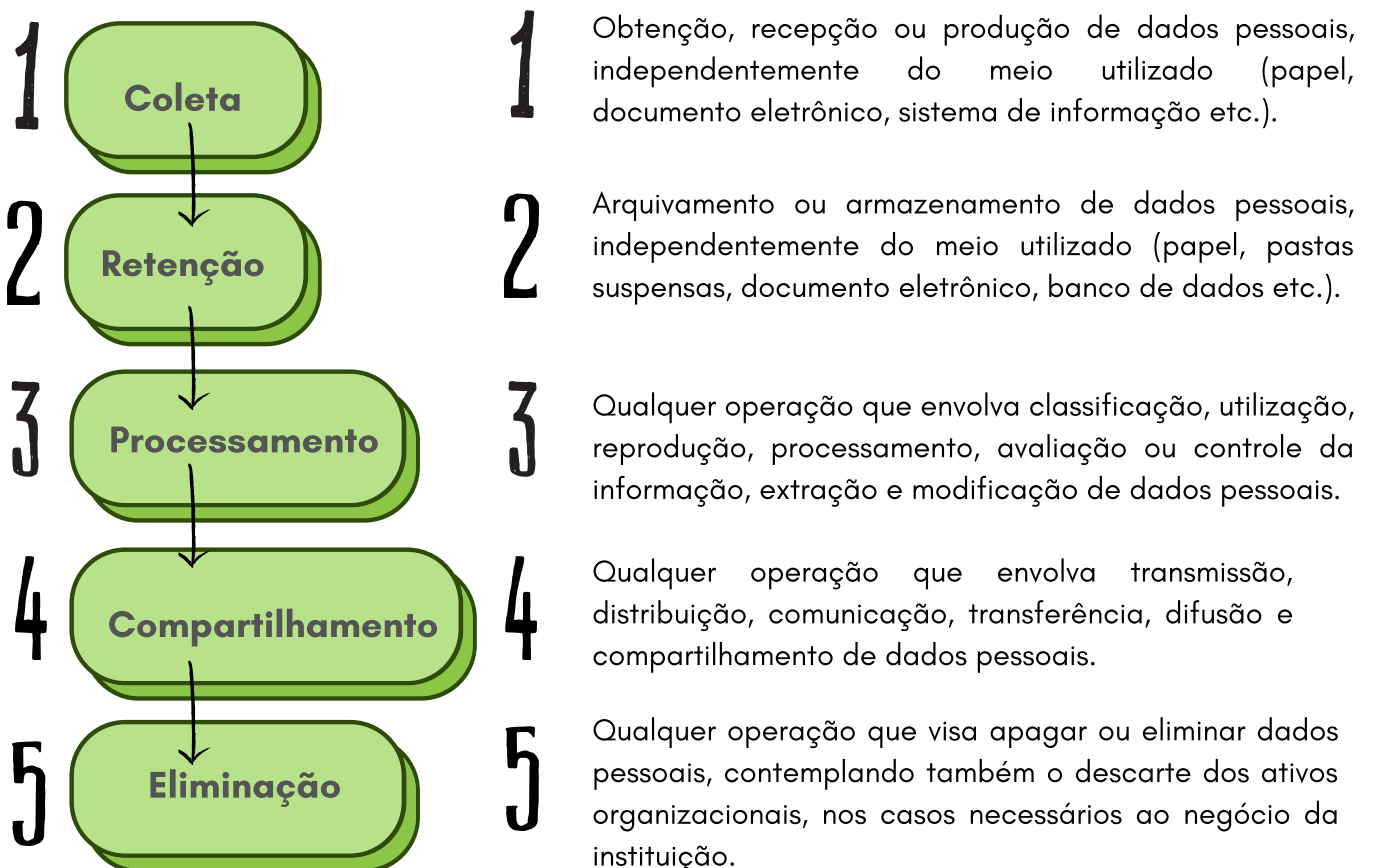 1
Coleta
1
Obtenção, recepção ou produção de dados pessoais,
independentemente do meio utilizado (papel,
documento eletrônico, sistema de informação etc.).
2
Retenção
2
Arquivamento ou armazenamento de dados pessoais,
independentemente do meio utilizado (papel, pastas
suspensas, documento eletrônico, banco de dados etc.).
3
Processamento
3
Qualquer operação que envolva classificação, utilização,
reprodução, processamento, avaliação ou controle da
informação, extração e modificação de dados pessoais.
4
Compartilhamento
4
Qualquer operação que envolva transmissão,
distribuição, comunicação, transferência, difusão e
compartilhamento de dados pessoais.
5
Eliminação
5
Qualquer operação que visa apagar ou eliminar dados
pessoais, contemplando também o descarte dos ativos
organizacionais, nos casos necessários ao negócio da
instituição.